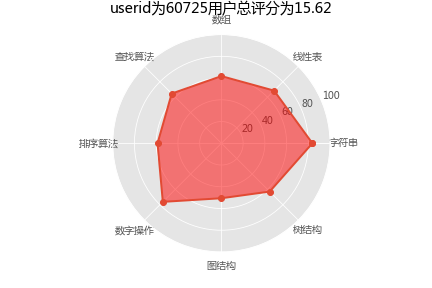 userid为60725用户总评分为15.62
数组
查找算法
线性表
100
80
60
40
20
排序算法
字符串
数字操作
树结构
图结构